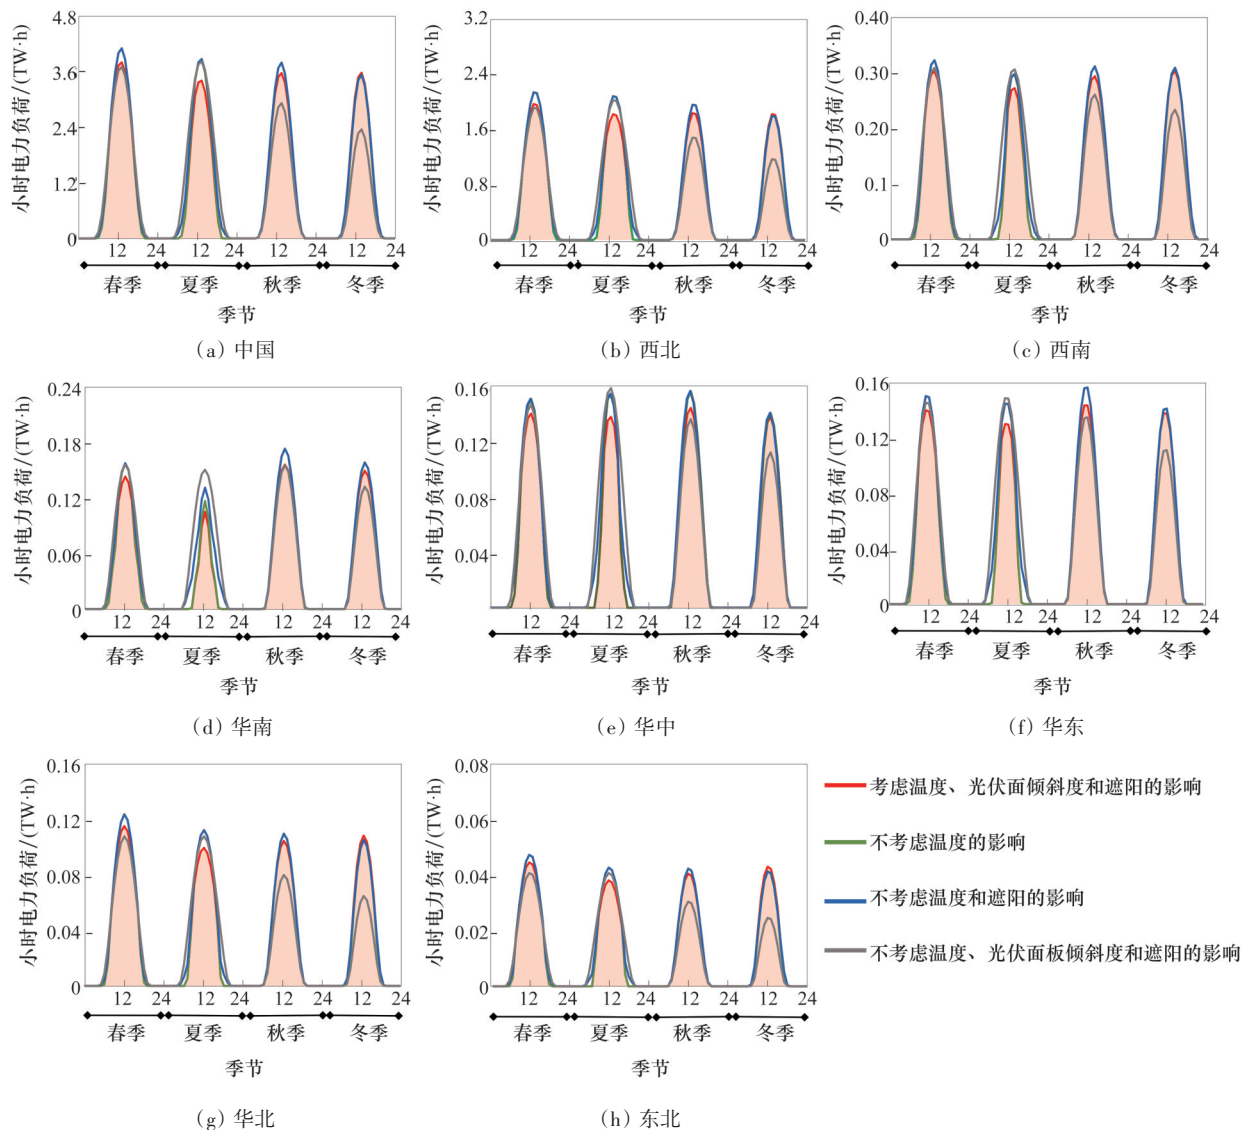 小时电力负荷/(TW·h)
4.8
3.6
2.4
1.2
0
12 24 12 24 12 24 12 24
春季 夏季 秋季 冬季
季节
(a) 中国
小时电力负荷/(TW·h)
3.2
2.4
1.6
0.8
0
12 24 12 24 12 24 12 24
春季 夏季 秋季 冬季
季节
(b) 西北
小时电力负荷/(TW·h)
0.40
0.30
0.20
0.1
0
12 24 12 24 12 24 12 24
春季 夏季 秋季 冬季
季节
(c) 西南
小时电力负荷/(TW·h)
0.24
0.18
0.12
0.06
0
12 24 12 24 12 24 12 24
春季 夏季 秋季 冬季
季节
(d) 华南
小时电力负荷/(TW·h)
0.16
0.12
0.08
0.04
12 24 12 24 12 24 12 24
春季 夏季 秋季 冬季
季节
(e) 华中
小时电力负荷/(TW·h)
0.16
0.12
0.08
0.04
0
12 24 12 24 12 24 12 24
春季 夏季 秋季 冬季
季节
(f) 华东
小时电力负荷/(TW·h)
0.16
0.12
0.08
0.04
0
12 24 12 24 12 24 12 24
春季 夏季 秋季 冬季
季节
(g) 华北
小时电力负荷/(TW·h)
0.08
0.06
0.04
0.02
0
12 24 12 24 12 24 12 24
春季 夏季 秋季 冬季
季节
(h) 东北
考虑温度、光伏面倾斜度和遮阳的影响
不考虑温度的影响
不考虑温度和遮阳的影响
不考虑温度、光伏面板倾斜度和遮阳的影响